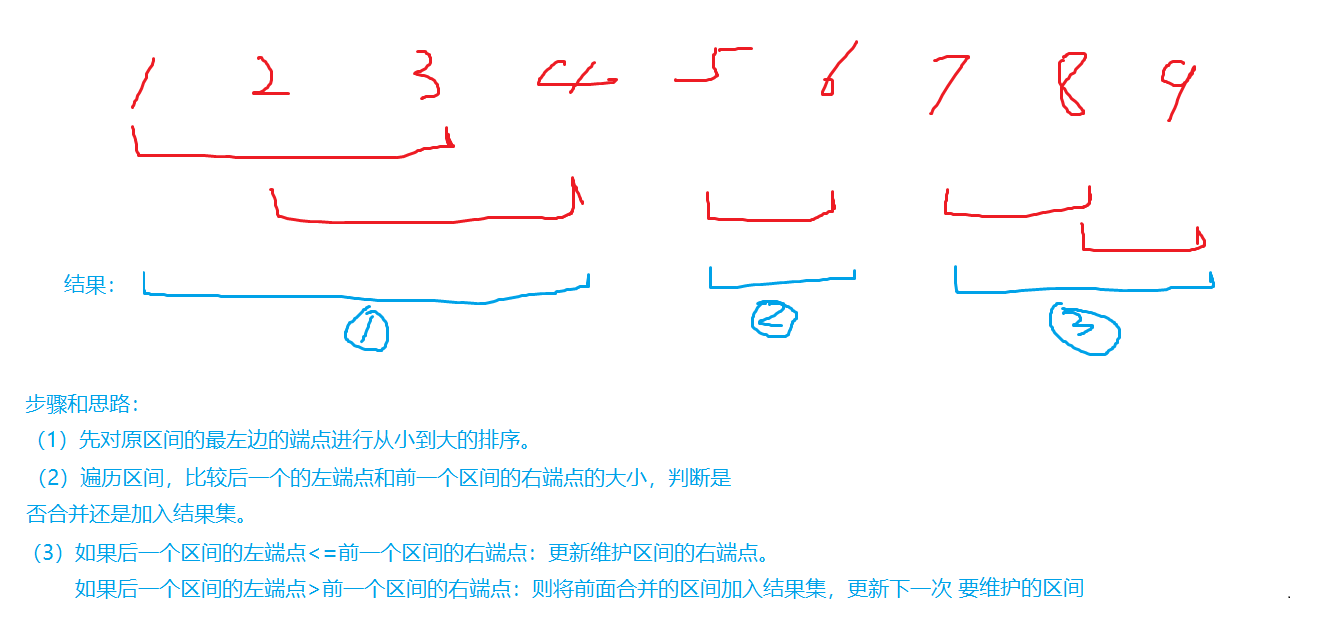 1 2 3 4 5 6 7 8 9
结果：
① ② ③
步骤和思路：
（1）先对原区间的最左边的端点进行从小到大的排序。
（2）遍历区间，比较后一个的左端点和前一个区间的右端点的大小，判断是
否合并还是加入结果集。
（3）如果后一个区间的左端点<=前一个区间的右端点：更新维护区间的右端点。
如果后一个区间的左端点>前一个区间的右端点：则将前面合并的区间加入结果集，更新下一次 要维护的区间
.